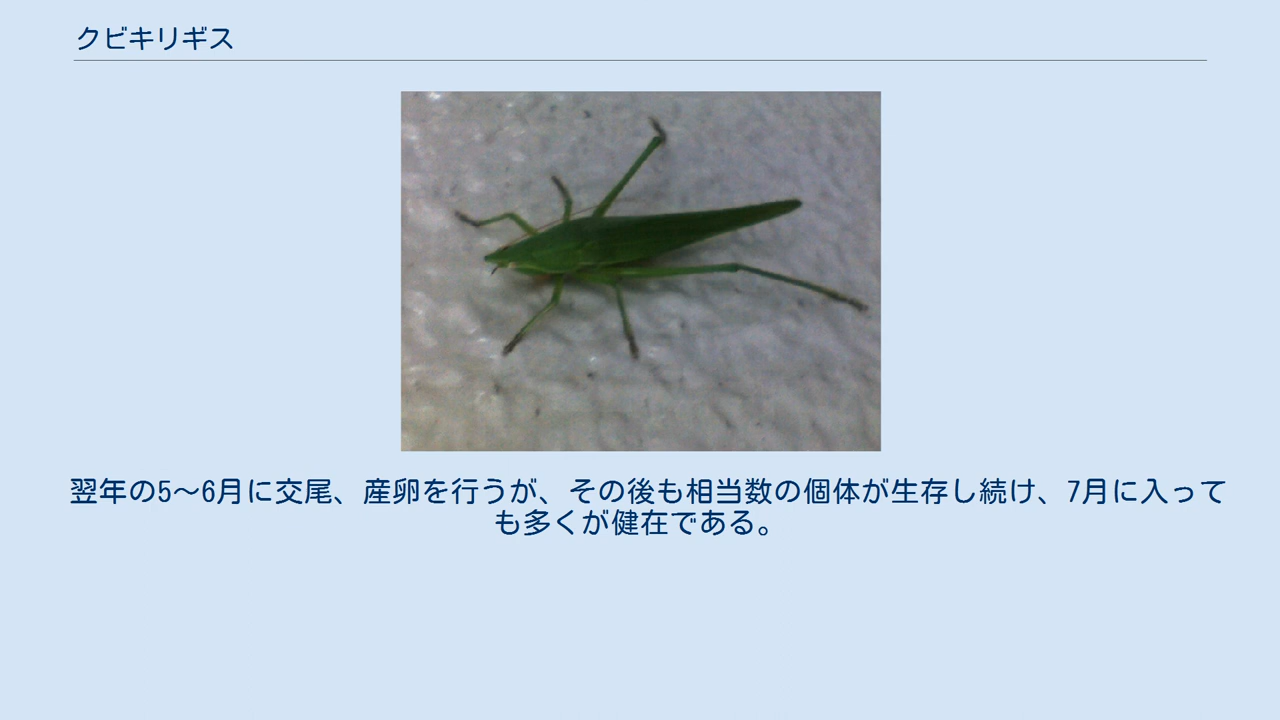 クビキリギス
翌年の5～6月に交尾、産卵を行うが、その後も相当数の個体が生存し続け、7月に入って
も多くが健在である。